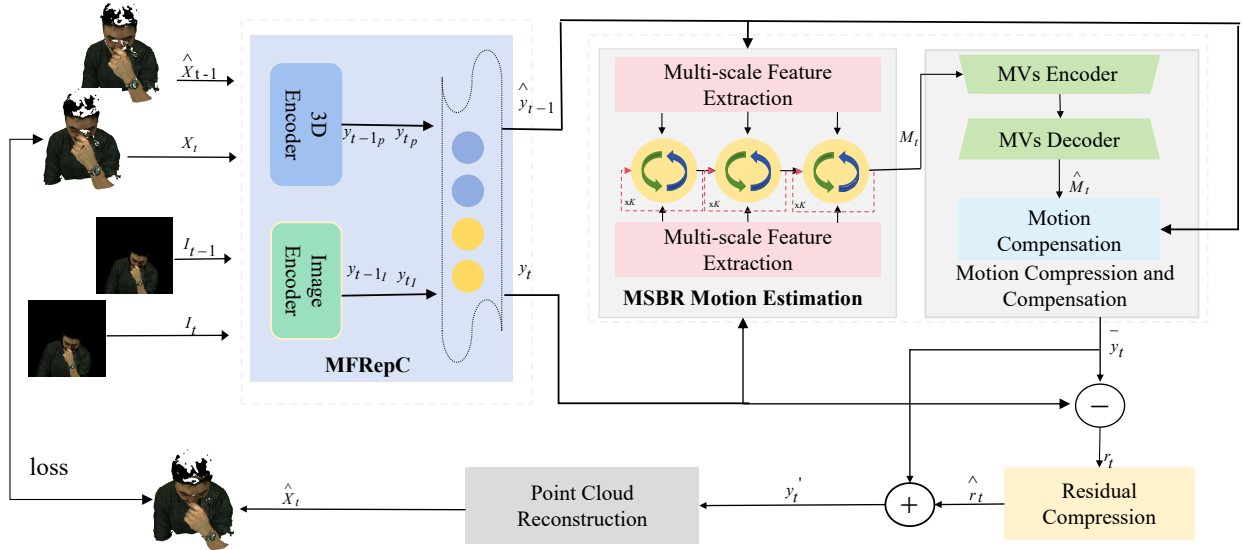 X̂t-1
Xt
It-1
It
3D
Encoder
Image
Encoder
yt-1p ytp
yt-1I ytI
MFRepC
ŷt-1
yt
Multi-scale Feature
Extraction
xK
xK
xK
Multi-scale Feature
Extraction
MSBR Motion Estimation
Mt
MVs Encoder
MVs Decoder
M̂t
Motion
Compensation
Motion Compression and
Compensation
ȳt
−
rt
Residual
Compression
r̂t
+
yt'
Point Cloud
Reconstruction
X̂t
loss